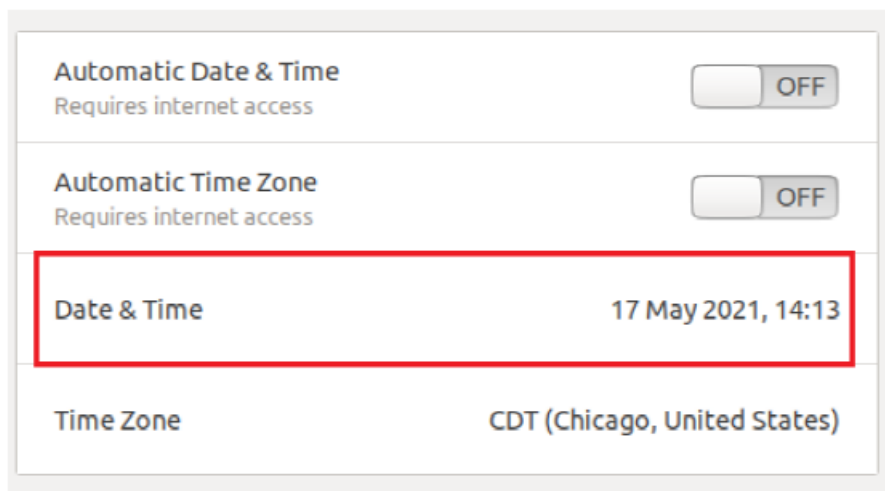 Automatic Date & Time
Requires internet access
OFF
Automatic Time Zone
Requires internet access
OFF
Date & Time 17 May 2021, 14:13
Time Zone CDT (Chicago, United States)